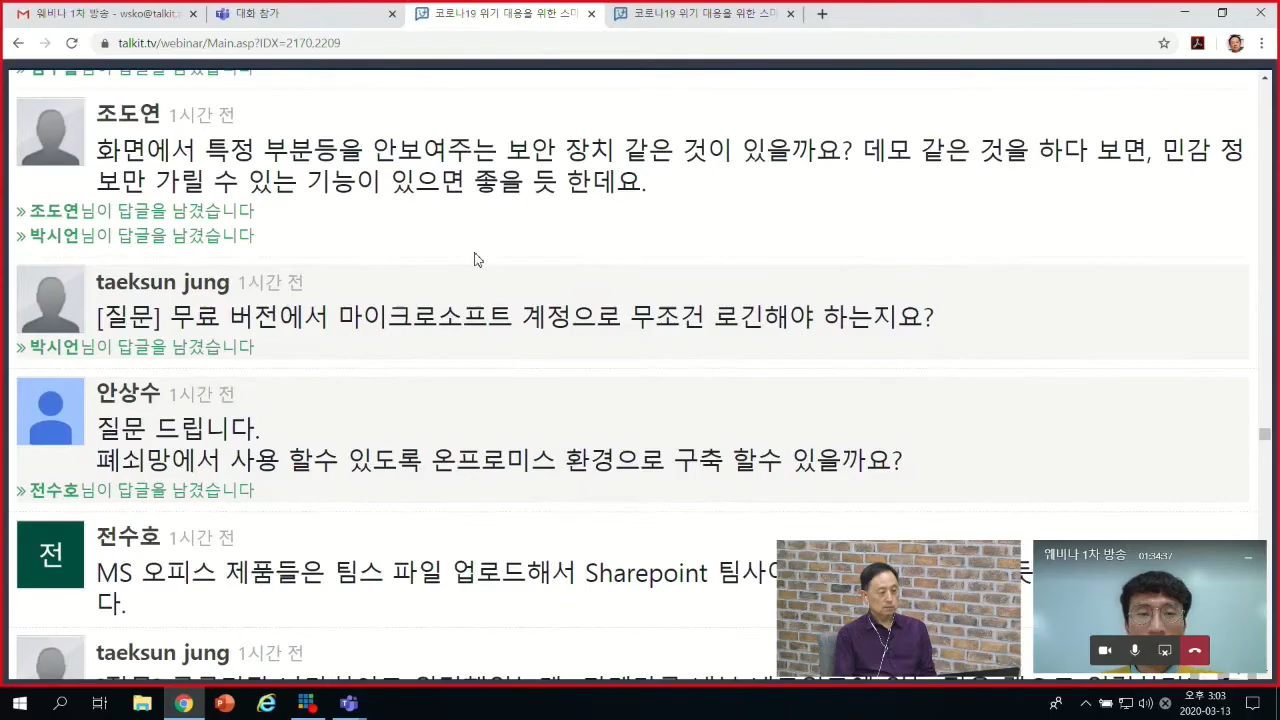 웨비나 1차 방송 - wsko@talkit.
대화 참가
코로나19 위기 대응을 위한 스마
코로나19 위기 대응을 위한 스마
talkit.tv/webinar/Main.asp?IDX=2170.2209
조도연 1시간 전
화면에서 특정 부분등을 안보여주는 보안 장치 같은 것이 있을까요? 데모 같은 것을 하다 보면, 민감 정
보만 가릴 수 있는 기능이 있으면 좋을 듯 한데요.
» 조도연님이 답글을 남겼습니다
» 박시언님이 답글을 남겼습니다
taeksun jung 1시간 전
[질문] 무료 버전에서 마이크로소프트 계정으로 무조건 로긴해야 하는지요?
» 박시언님이 답글을 남겼습니다
안상수 1시간 전
질문 드립니다.
폐쇠망에서 사용 할수 있도록 온프로미스 환경으로 구축 할수 있을까요?
» 전수호님이 답글을 남겼습니다
전
전수호 1시간 전
MS 오피스 제품들은 팀스 파일 업로드해서 Sharepoint 팀사이
다.
taeksun jung 1시간 전
웨비나 1차 방송 01:34:37
오후 3:03
2020-03-13